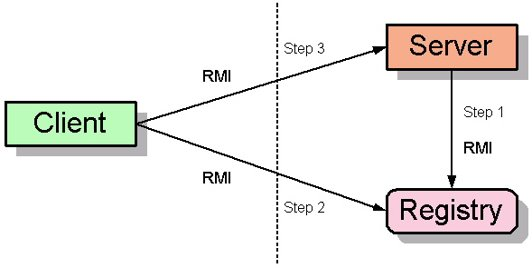 Server
Step 3
RMI
Step 1
Client
RMI
RMI
Step 2
Registry